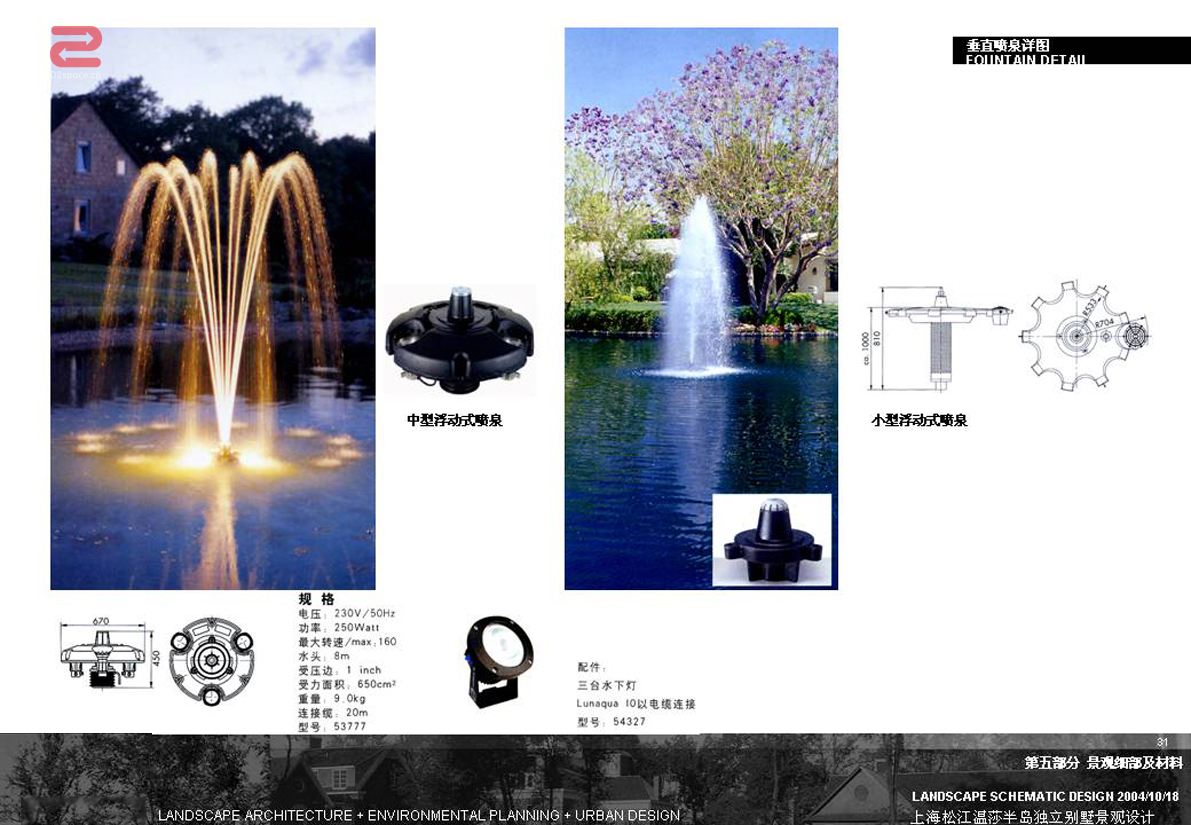 垂直喷泉详图
FOUNTAIN DETAIL
中型浮动式喷泉
ca. 1000
810
R533
R704
小型浮动式喷泉
670
450
规 格
电压: 230V/50Hz
功率: 250Watt
最大转速/max:160
水头: 8m
受压边: 1 inch
受力面积: 650cm²
重量: 9.0kg
连接缆: 20m
型号: 53777
配件:
三台水下灯
Lunaqua 10以电缆连接
型号: 54327
31
第五部分 景观细部及材料
LANDSCAPE SCHEMATIC DESIGN 2004/10/18
LANDSCAPE ARCHITECTURE + ENVIRONMENTAL PLANNING + URBAN DESIGN
上海松江温莎半岛独立别墅景观设计